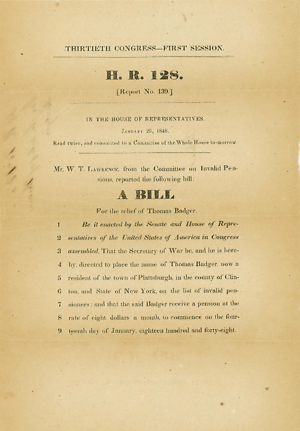 THIRTIETH CONGRESS—FIRST SESSION.
H. R. 128.
[Report No. 139.]
IN THE HOUSE OF REPRESENTATIVES.
January 25, 1848.
Read twice, and committed to a Committee of the Whole House to-morrow.
Mr. W. T. Lawrence, from the Committee on Invalid Pen-
sions, reported the following bill:
A BILL
For the relief of Thomas Badger.
1 Be it enacted by the Senate and House of Repre-
2 sentatives of the United States of America in Congress
3 assembled, That the Secretary of War be, and he is here-
4 by, directed to place the name of Thomas Badger, now a
5 resident of the town of Plattsburgh, in the county of Clin-
6 ton, and State of New York, on the list of invalid pen-
7 sioners; and that the said Badger receive a pension at the
8 rate of eight dollars a month, to commence on the four-
9 teenth day of January, eighteen hundred and forty-eight.